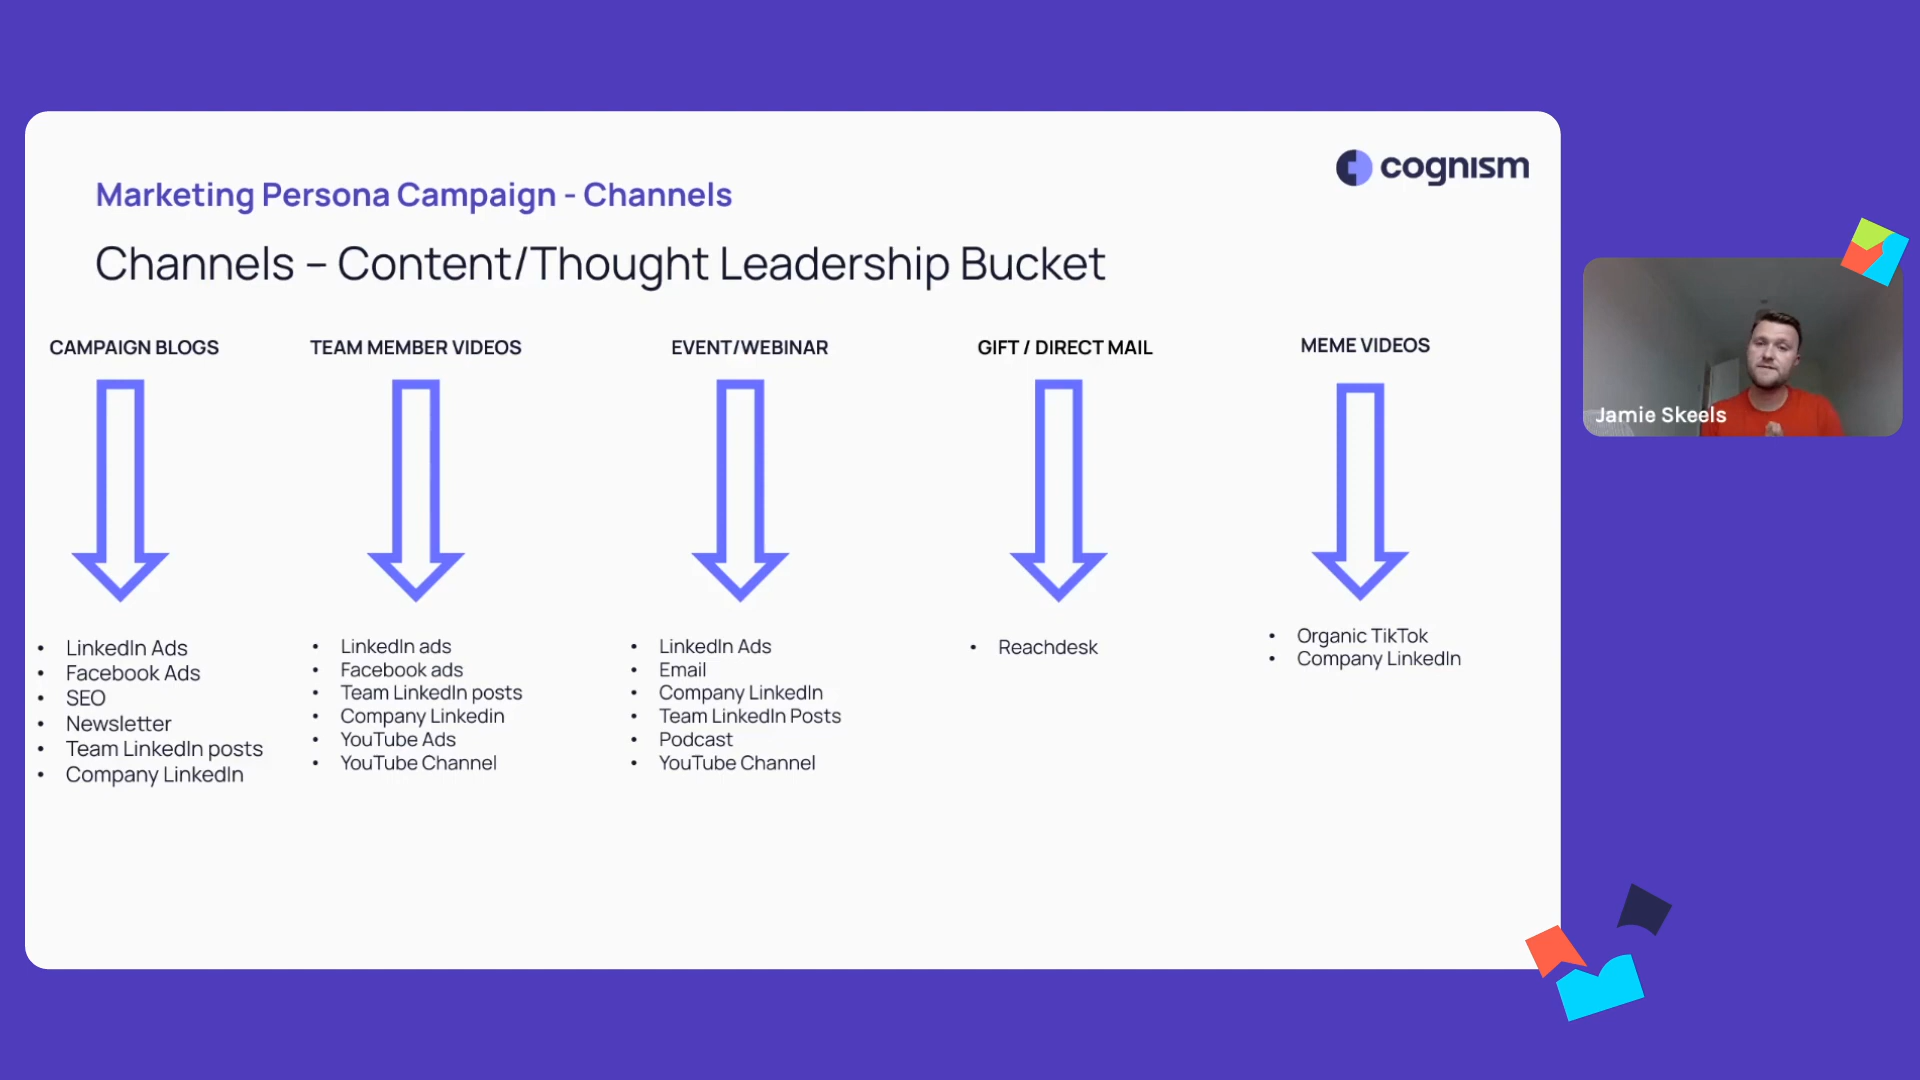 cognism
Marketing Persona Campaign - Channels
Channels – Content/Thought Leadership Bucket
CAMPAIGN BLOGS
• LinkedIn Ads
• Facebook Ads
• SEO
• Newsletter
• Team LinkedIn posts
• Company LinkedIn
TEAM MEMBER VIDEOS
• LinkedIn ads
• Facebook ads
• Team LinkedIn posts
• Company Linkedin
• YouTube Ads
• YouTube Channel
EVENT/WEBINAR
• LinkedIn Ads
• Email
• Company LinkedIn
• Team LinkedIn Posts
• Podcast
• YouTube Channel
GIFT / DIRECT MAIL
• Reachdesk
MEME VIDEOS
• Organic TikTok
• Company LinkedIn
Jamie Skeels